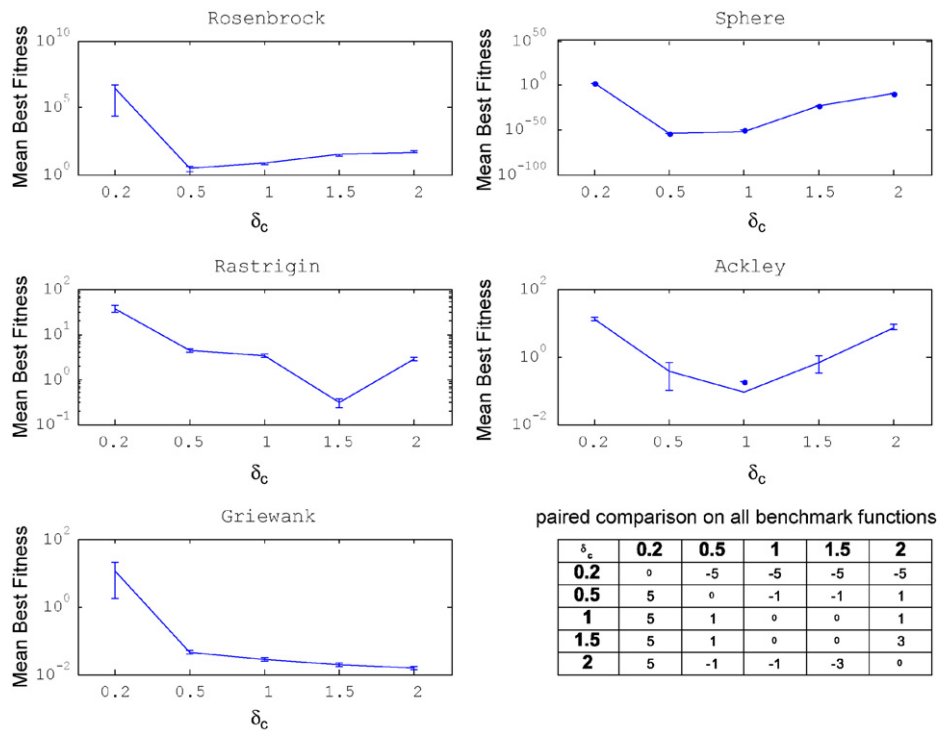 Rosenbrock
Mean Best Fitness
10^10
10^5
10^0
0.2 0.5 1 1.5 2
δc
Sphere
Mean Best Fitness
10^50
10^0
10^-50
10^-100
0.2 0.5 1 1.5 2
δc
Rastrigin
Mean Best Fitness
10^2
10^1
10^0
10^-1
0.2 0.5 1 1.5 2
δc
Ackley
Mean Best Fitness
10^2
10^0
10^-2
0.2 0.5 1 1.5 2
δc
Griewank
Mean Best Fitness
10^2
10^0
10^-2
0.2 0.5 1 1.5 2
δc
paired comparison on all benchmark functions
δc 0.2 0.5 1 1.5 2
0.2 0 -5 -5 -5 -5
0.5 5 0 -1 -1 1
1 5 1 0 0 1
1.5 5 1 0 0 3
2 5 -1 -1 -3 0